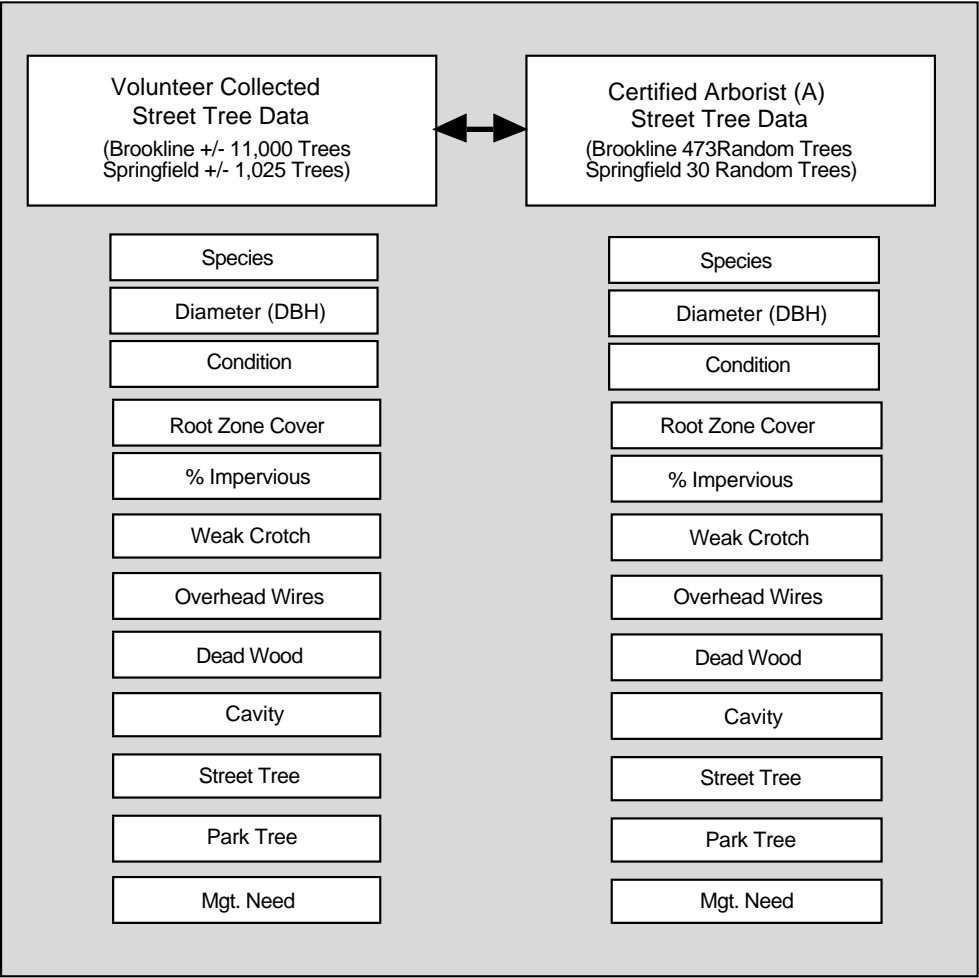 Volunteer Collected
Street Tree Data
(Brookline +/- 11,000 Trees
Springfield +/- 1,025 Trees)
Species
Diameter (DBH)
Condition
Root Zone Cover
% Impervious
Weak Crotch
Overhead Wires
Dead Wood
Cavity
Street Tree
Park Tree
Mgt. Need
Certified Arborist (A)
Street Tree Data
(Brookline 473Random Trees
Springfield 30 Random Trees)
Species
Diameter (DBH)
Condition
Root Zone Cover
% Impervious
Weak Crotch
Overhead Wires
Dead Wood
Cavity
Street Tree
Park Tree
Mgt. Need